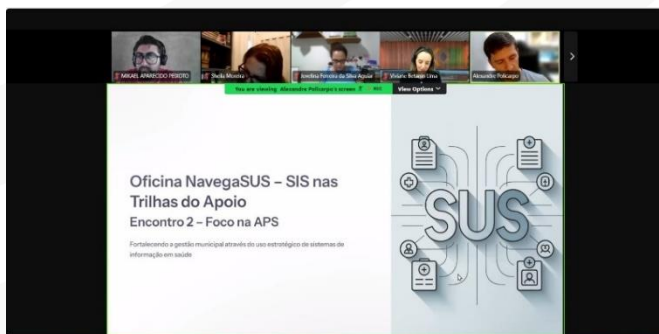 MIKAEL APARECIDO PEIXOTO
Sheila Moreira
Joselina Ferreira da Silva Aguiar
Viviane Betarim Lima
Alexandre Policarpo
You are viewing Alexandre Policarpo's screen
View Options
Oficina NavegaSUS – SIS nas
Trilhas do Apoio
Encontro 2 – Foco na APS
Fortalecendo a gestão municipal através do uso estratégico de sistemas de
informação em saúde
SUS